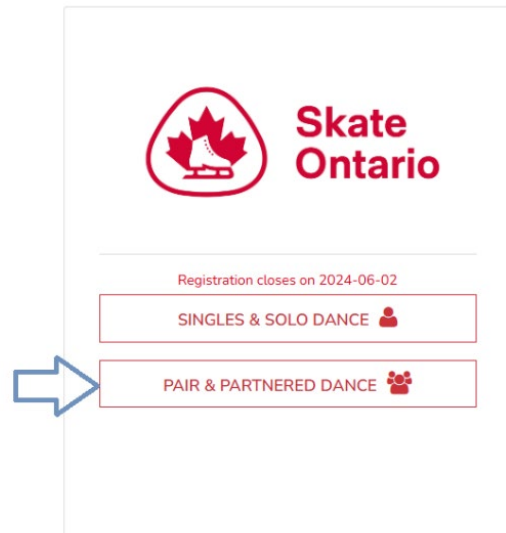 Skate
Ontario
Registration closes on 2024-06-02
SINGLES & SOLO DANCE
PAIR & PARTNERED DANCE